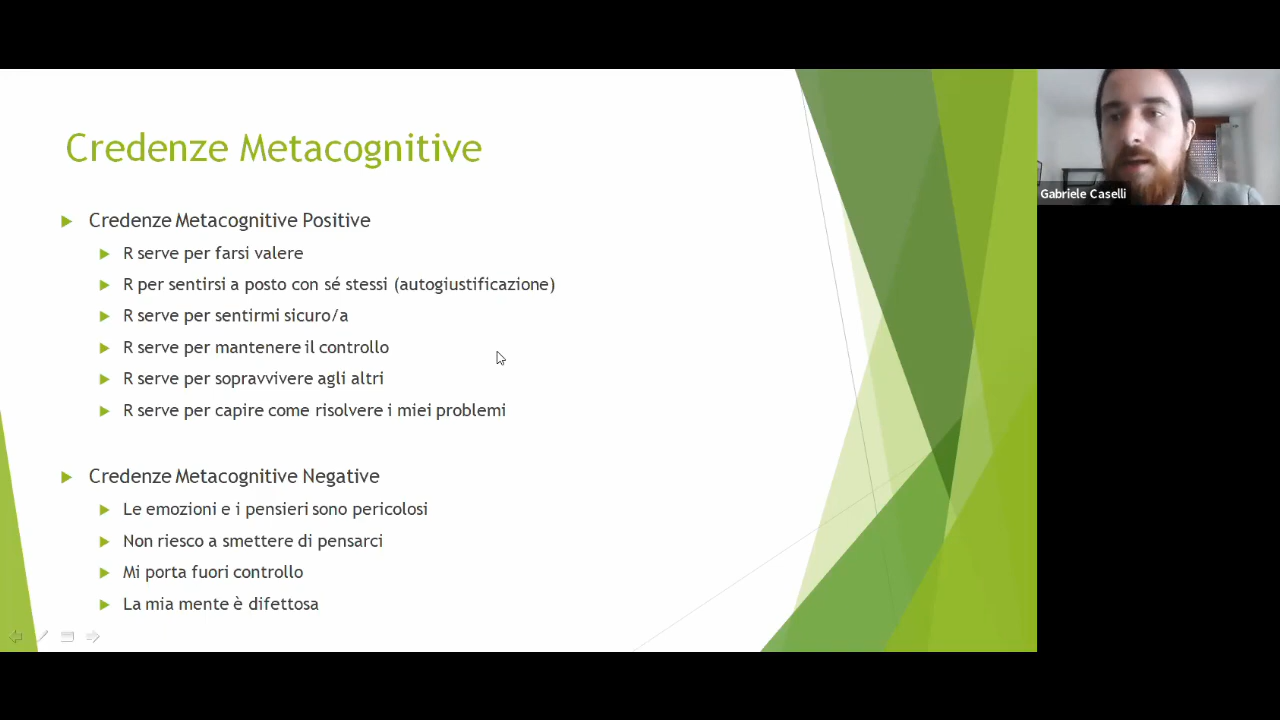 Credenze Metacognitive
Credenze Metacognitive Positive
R serve per farsi valere
R per sentirsi a posto con sé stessi (autogiustificazione)
R serve per sentirmi sicuro/a
R serve per mantenere il controllo
R serve per sopravvivere agli altri
R serve per capire come risolvere i miei problemi
Credenze Metacognitive Negative
Le emozioni e i pensieri sono pericolosi
Non riesco a smettere di pensarci
Mi porta fuori controllo
La mia mente è difettosa
Gabriele Caselli